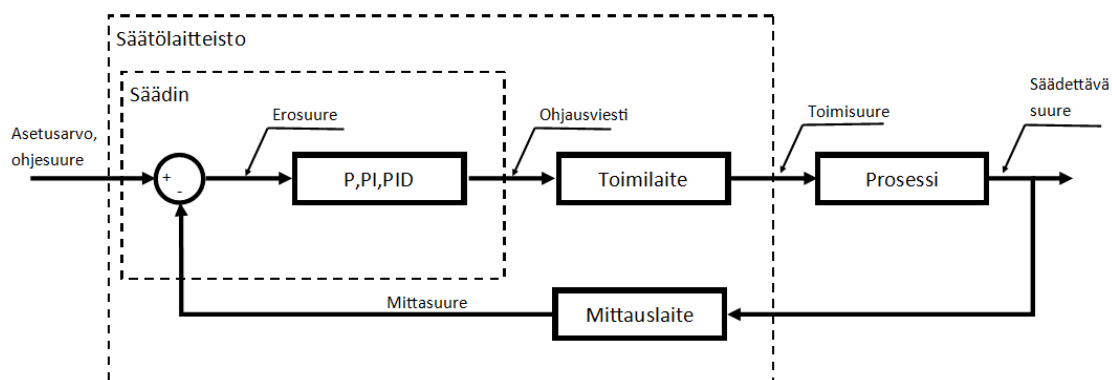 Säätölaitteisto
Säädin
Asetusarvo,
ohjesuure
Erosuure
Ohjausviesti
Toimisuure
Säädettävä
suure
+
-
P,PI,PID
Toimilaite
Prosessi
Mittasuure
Mittauslaite